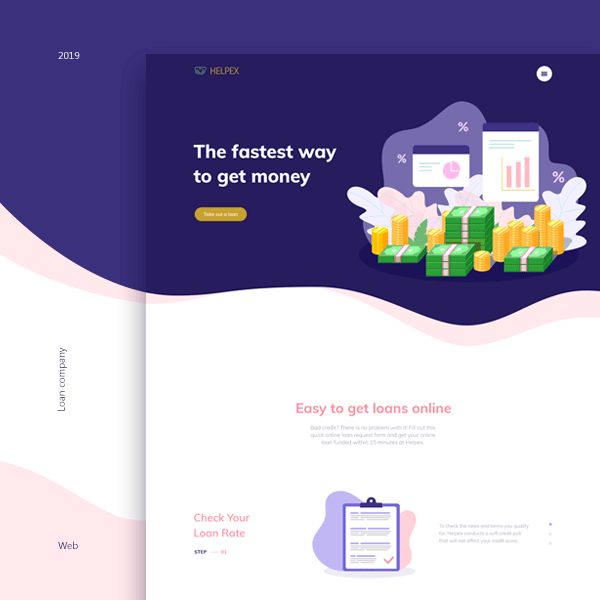 2019
HELPEX
The fastest way
to get money
Take out a loan
%
%
%
Loan company
Easy to get loans online
Bad credit? There is no problem with it! Fill out this
quick online loan request form and get your online
loan funded within 15 minutes at Helpex
Check Your
Loan Rate
STEP — 01
To check the rates and terms you qualify
for, Helpex conducts a soft credit pull
that will not affect your credit score
Web